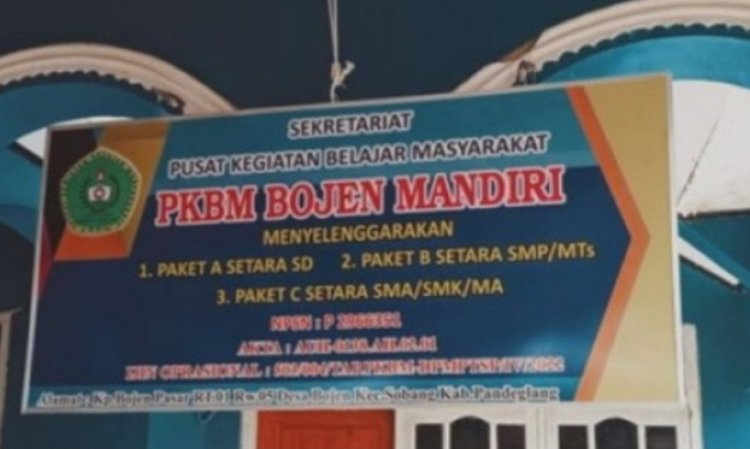 SEKRETARIAT
PUSAT KEGIATAN BELAJAR MASYARAKAT
PKBM BOJEN MANDIRI
MENYELENGGARAKAN
1. PAKET A SETARA SD 2. PAKET B SETARA SMP/MTs
3. PAKET C SETARA SMA/SMK/MA
NPSN : P 2966351
AKTA :
IJIN OPRASIONAL :
Alamat : Kp.Bojen Pasar RT.01 Rw.05 Desa Bojen Kec.Sobang Kab.Pandeglang